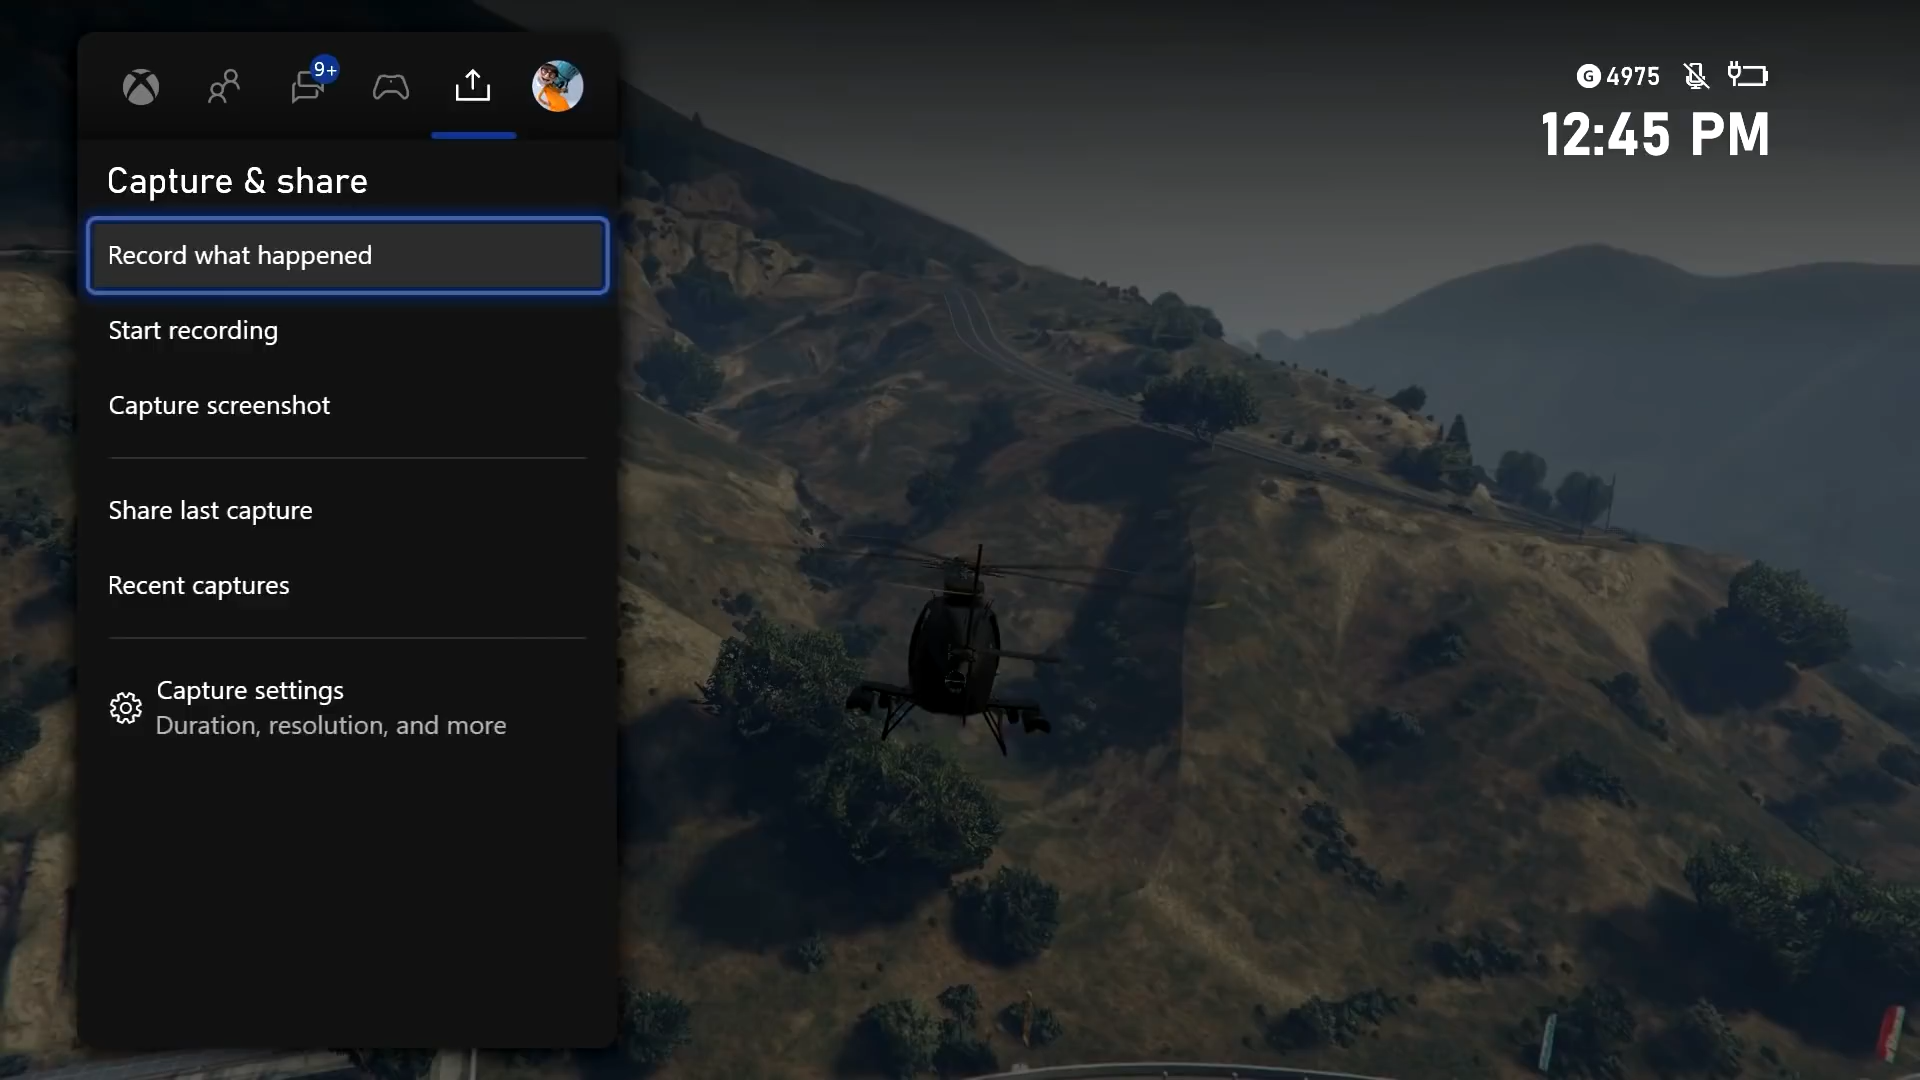 9+
G 4975
12:45 PM
Capture & share
Record what happened
Start recording
Capture screenshot
Share last capture
Recent captures
Capture settings
Duration, resolution, and more